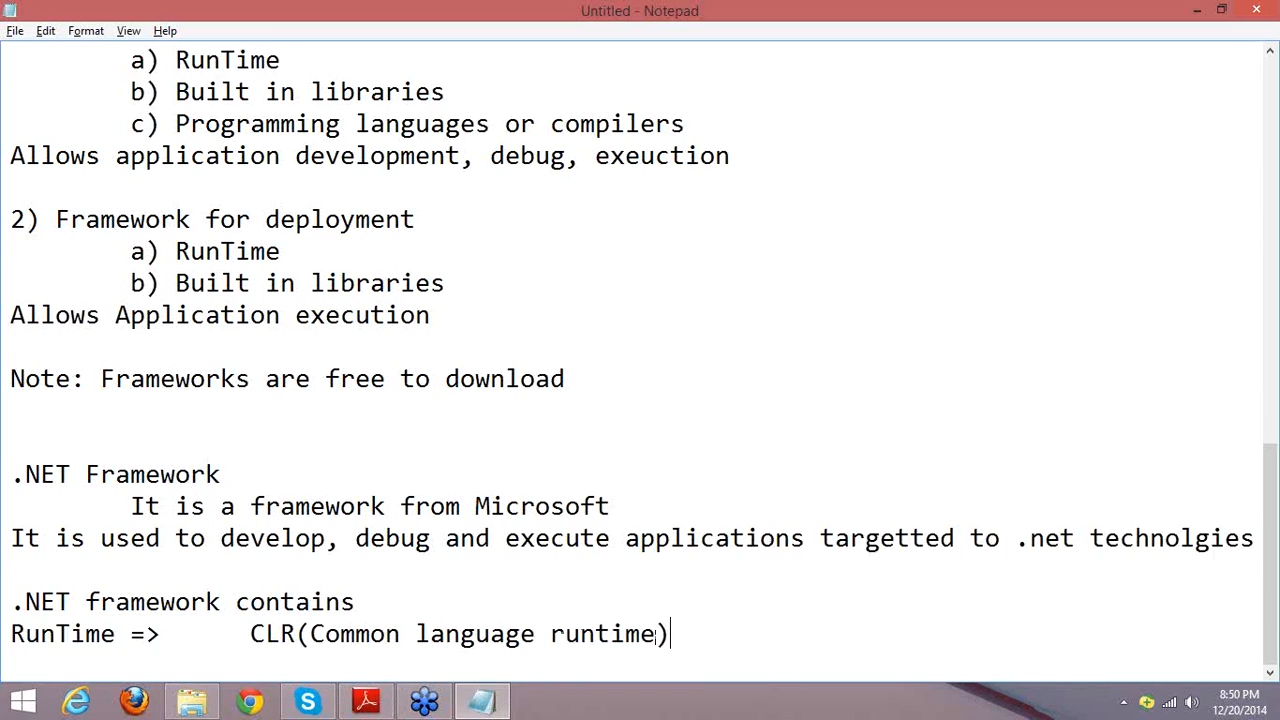 Untitled - Notepad
File Edit Format View Help
a) RunTime
b) Built in libraries
c) Programming languages or compilers
Allows application development, debug, exeuction
2) Framework for deployment
a) RunTime
b) Built in libraries
Allows Application execution
Note: Frameworks are free to download
.NET Framework
It is a framework from Microsoft
It is used to develop, debug and execute applications targetted to .net technolgies
.NET framework contains
RunTime => CLR(Common language runtime)
8:50 PM
12/20/2014